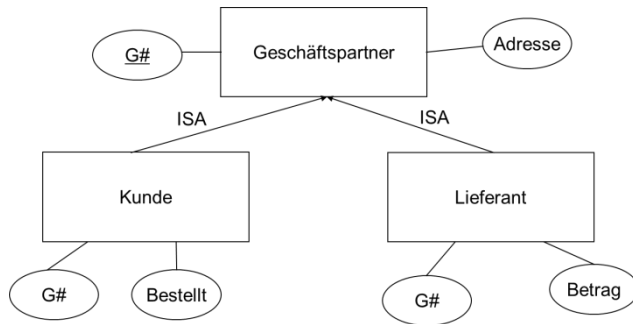 G#
Geschäftspartner
Adresse
ISA
ISA
Kunde
Lieferant
G#
Bestellt
G#
Betrag